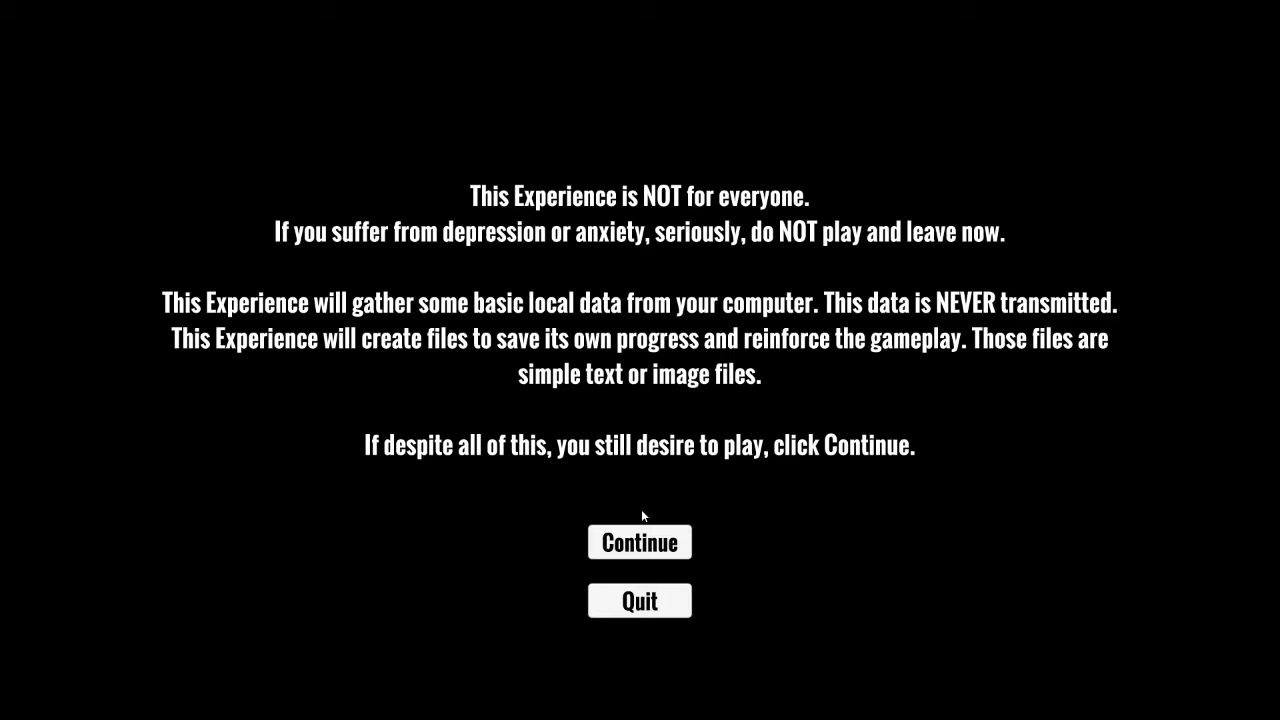 This Experience is NOT for everyone.
If you suffer from depression or anxiety, seriously, do NOT play and leave now.
This Experience will gather some basic local data from your computer. This data is NEVER transmitted.
This Experience will create files to save its own progress and reinforce the gameplay. Those files are
simple text or image files.
If despite all of this, you still desire to play, click Continue.
Continue
Quit